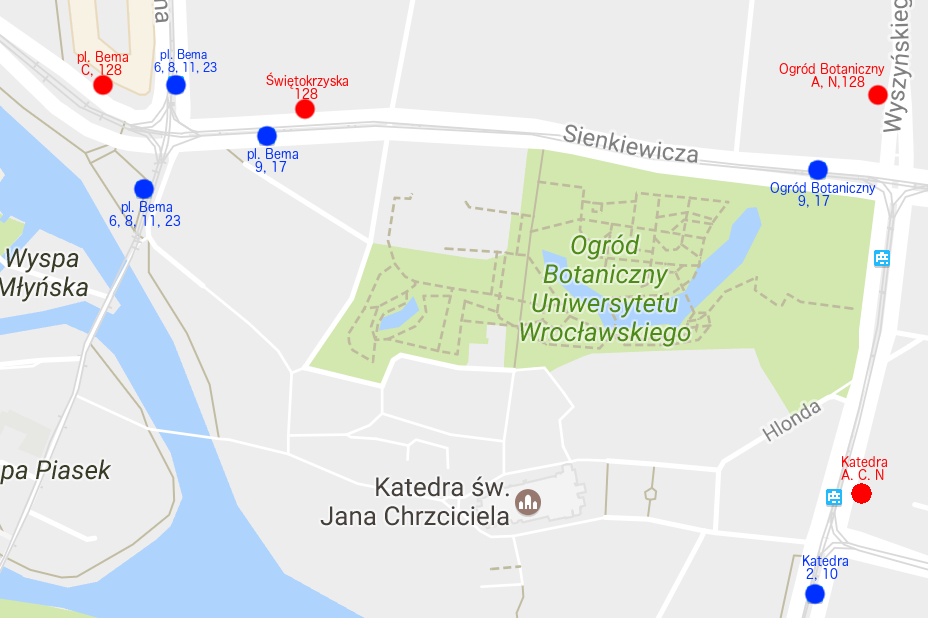 na
pl. Bema
C, 128
pl. Bema
6, 8, 11, 23
Świętokrzyska
128
Ogród Botaniczny
A, N,128
Wyszyńskieg
Sienkiewicza
pl. Bema
9, 17
Ogród Botaniczny
9, 17
pl. Bema
6, 8, 11, 23
Wyspa
Młyńska
Ogród
Botaniczny
Uniwersytetu
Wrocławskiego
Hlonda
pa Piasek
Katedra św.
Jana Chrzciciela
Katedra
A. C. N
Katedra
2, 10